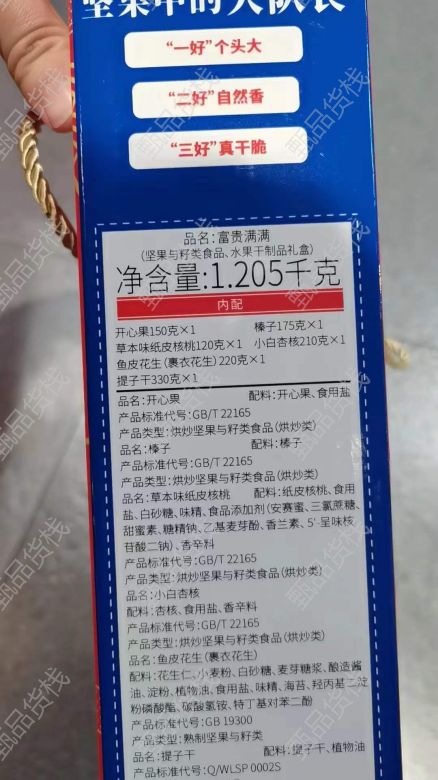 坚果中的大队长
“一好”个头大
“二好”自然香
“三好”真干脆
品名:富贵满满
(坚果与籽类食品、水果干制品礼盒)
净含量:1.205千克
内配
开心果150克×1 榛子175克×1
草本味纸皮核桃120克×1 小白杏核210克×1
鱼皮花生(裹衣花生)220克×1
提子干330克×1
品名:开心果 配料:开心果、食用盐
产品标准代号:GB/T 22165
产品类型:烘炒坚果与籽类食品(烘炒类)
品名:榛子 配料:榛子
产品标准代号:GB/T 22165
产品类型:烘炒坚果与籽类食品(烘炒类)
品名:草本味纸皮核桃 配料:纸皮核桃、食用
盐、白砂糖、味精、食品添加剂(安赛蜜、三氯蔗糖、
甜蜜素、糖精钠、乙基麦芽酚、香兰素、5'-呈味核
苷酸二钠)、香辛料
产品标准代号:GB/T 22165
产品类型:烘炒坚果与籽类食品(烘炒类)
品名:小白杏核
配料:杏核、食用盐、香辛料
产品标准代号:GB/T 22165
产品类型:烘炒坚果与籽类食品(烘炒类)
品名:鱼皮花生(裹衣花生)
配料:花生仁、小麦粉、白砂糖、麦芽糖浆、酿造酱
油、淀粉、植物油、食用盐、味精、海苔、羟丙基二淀
粉磷酸酯、碳酸氢铵、特丁基对苯二酚
产品标准代号:GB 19300
产品类型:熟制坚果与籽类
品名:提子干 配料:提子干、植物油
产品标准代号:Q/WLSP 0002S
甄品货栈